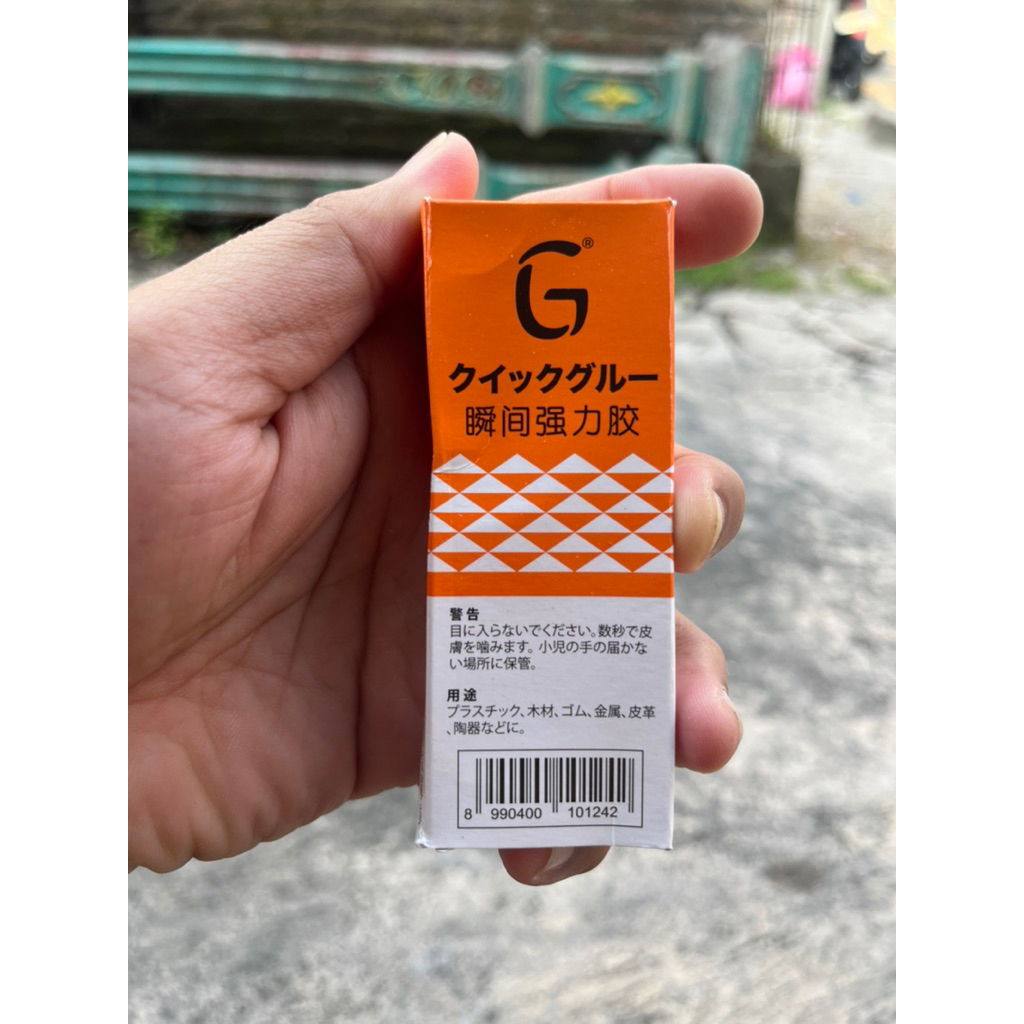 G®
クイックグルー
瞬间强力胶
警告
目に入らないでください。数秒で皮
膚を噛みます。小児の手の届かな
い場所に保管。
用途
プラスチック、木材、ゴム、金属、皮革
、陶器などに。
8 990400 101242